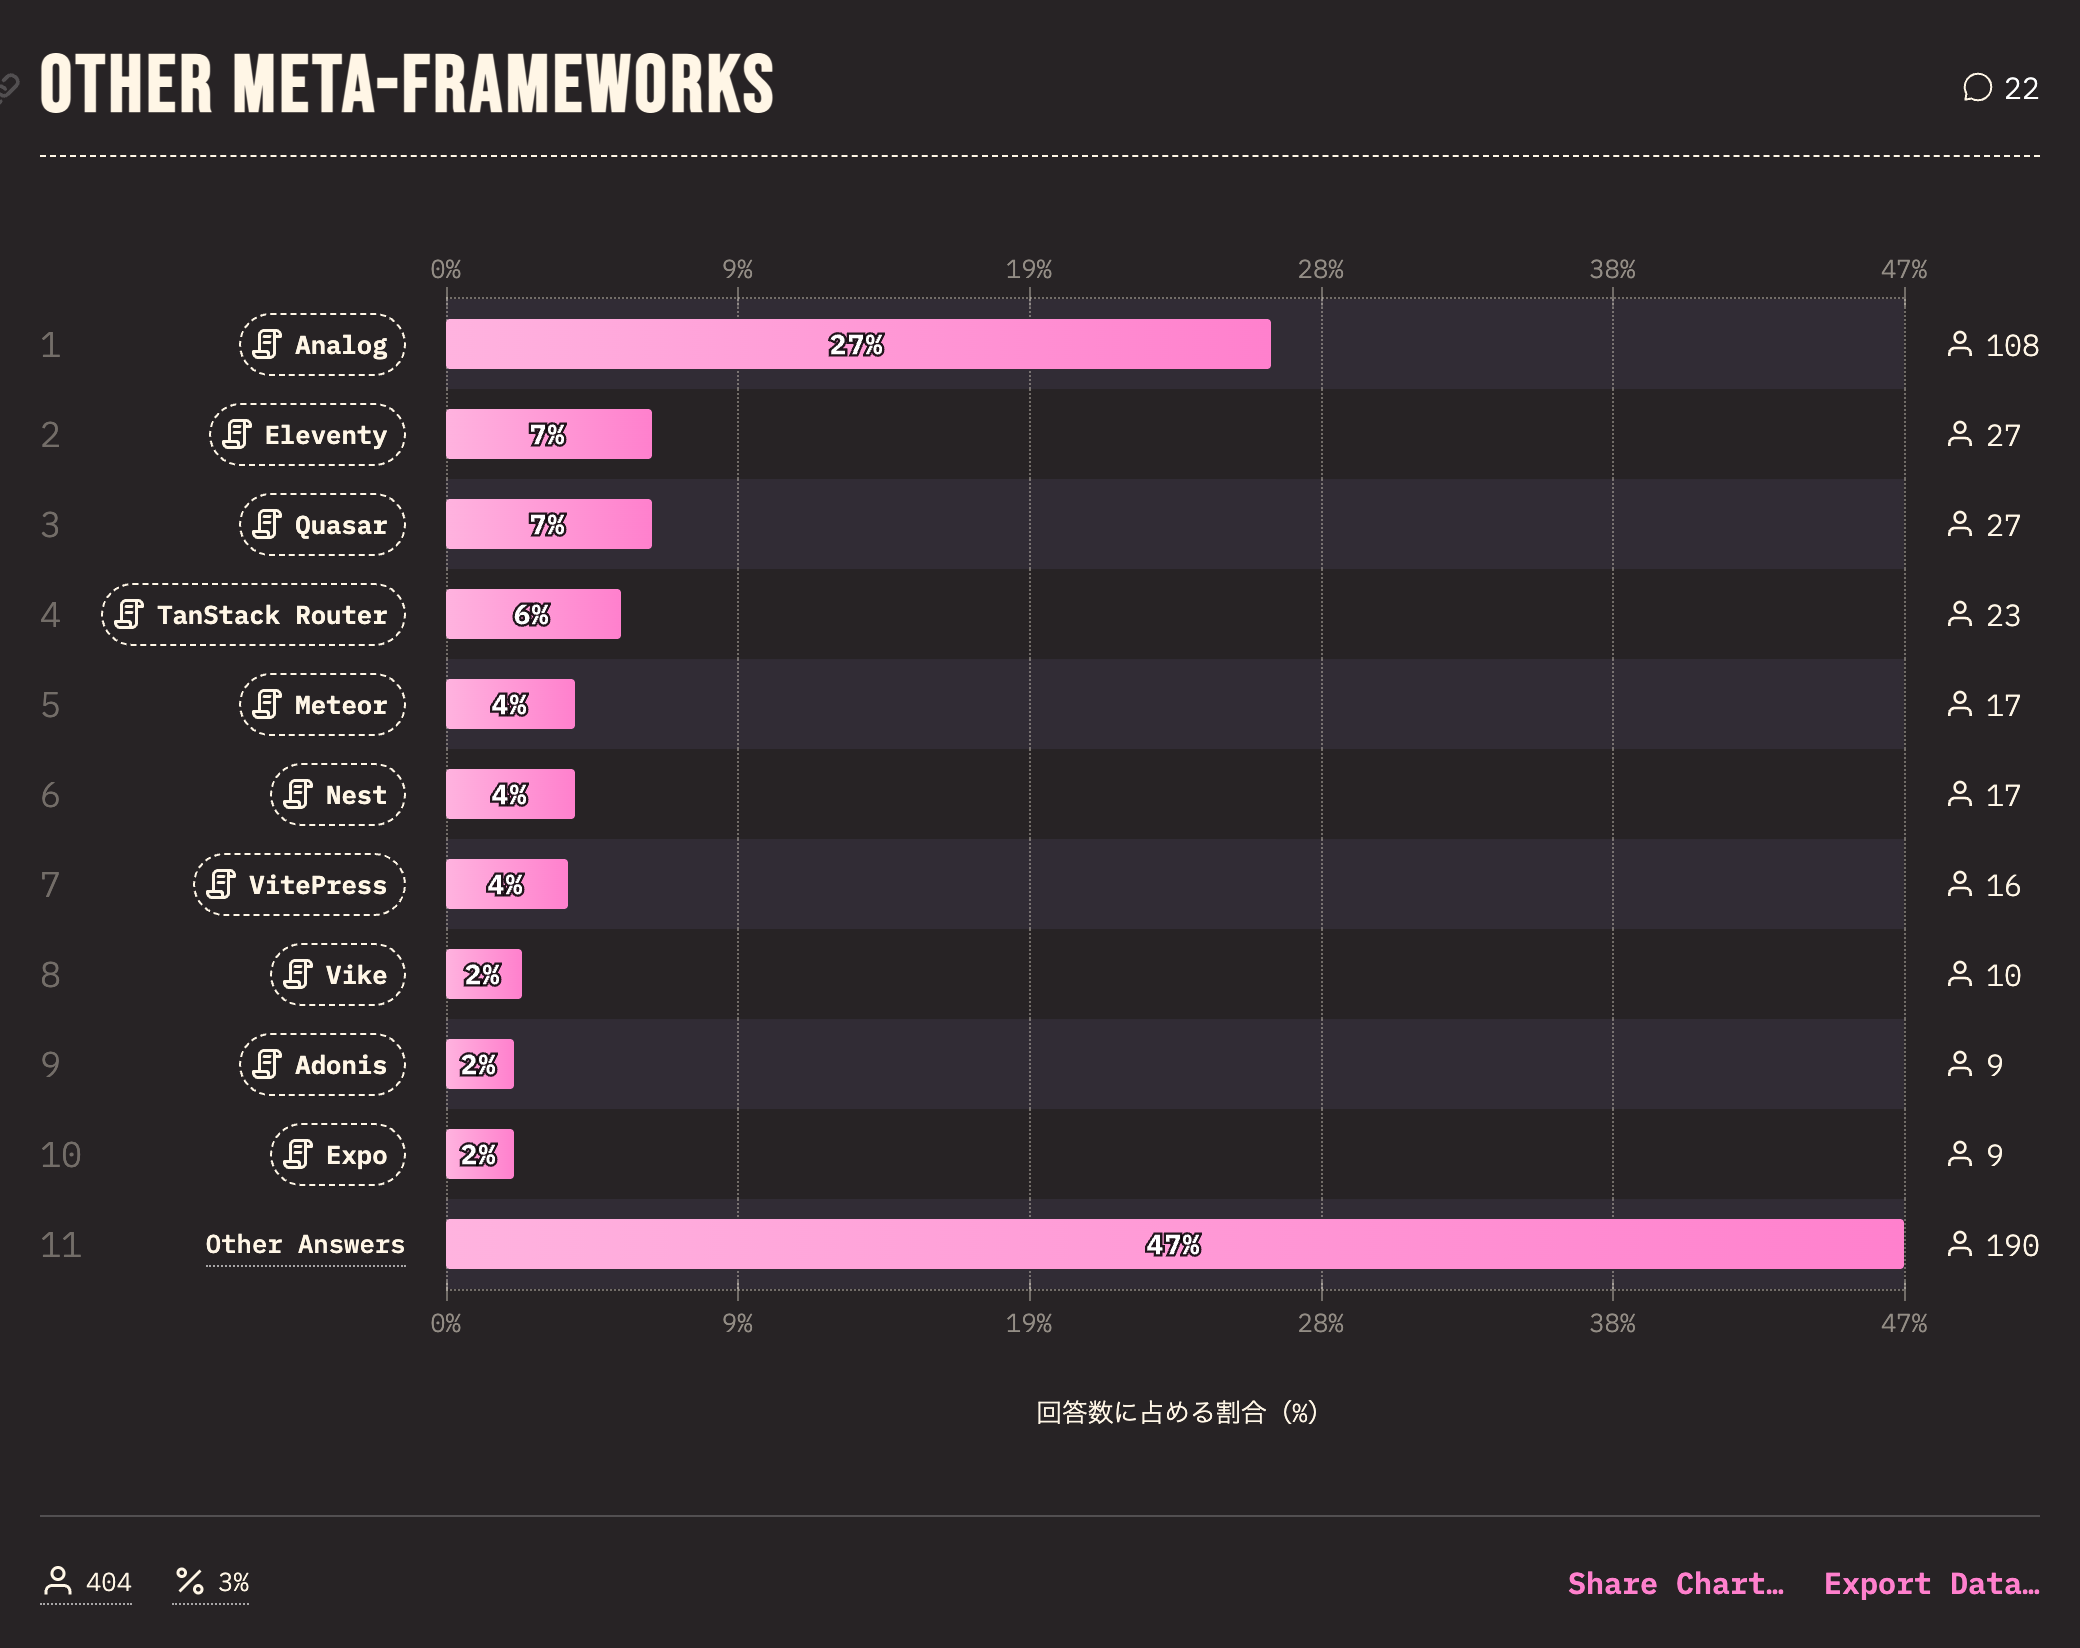 OTHER META-FRAMEWORKS
22
0% 9% 19% 28% 38% 47%
1 Analog 27% 108
2 Eleventy 7% 27
3 Quasar 7% 27
4 TanStack Router 6% 23
5 Meteor 4% 17
6 Nest 4% 17
7 VitePress 4% 16
8 Vike 2% 10
9 Adonis 2% 9
10 Expo 2% 9
11 Other Answers 47% 190
0% 9% 19% 28% 38% 47%
回答数に占める割合 (%)
404 3% Share Chart… Export Data…